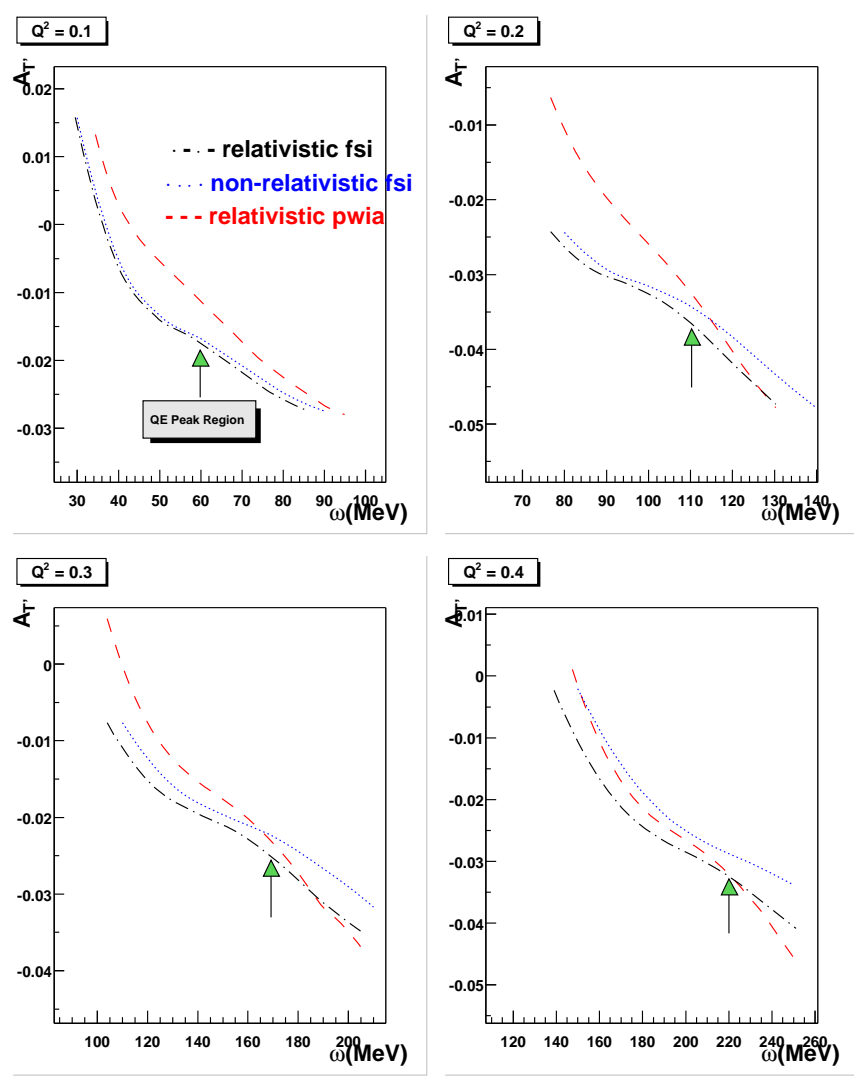 Q² = 0.1
A_T'
0.02
0.01
-0
-0.01
-0.02
-0.03
relativistic fsi
non-relativistic fsi
relativistic pwia
QE Peak Region
30 40 50 60 70 80 90 100
ω(MeV)
Q² = 0.2
A_T'
-0.01
-0.02
-0.03
-0.04
-0.05
70 80 90 100 110 120 130 140
ω(MeV)
Q² = 0.3
A_T'
0
-0.01
-0.02
-0.03
-0.04
100 120 140 160 180 200
ω(MeV)
Q² = 0.4
A_T'
0.01
0
-0.01
-0.02
-0.03
-0.04
-0.05
120 140 160 180 200 220 240 260
ω(MeV)